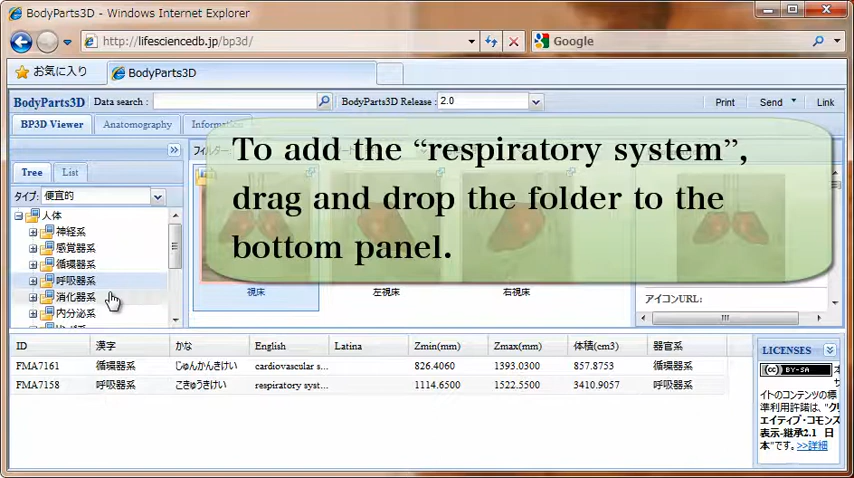 BodyParts3D - Windows Internet Explorer
http://lifesciencedb.jp/bp3d/
Google
お気に入り
BodyParts3D
BodyParts3D Data search : BodyParts3D Release : 2.0 Print Send Link
BP3D Viewer Anatomography Information
To add the “respiratory system”,
drag and drop the folder to the
bottom panel.
Tree List
タイプ: 便宜的
人体
神経系
感覚器系
循環器系
呼吸器系
消化器系
内分泌系
視床 左視床 右視床
アイコンURL:
ID 漢字 かな English Latina Zmin(mm) Zmax(mm) 体積(cm3) 器官系
FMA7161 循環器系 じゅんかんきけい cardiovascular s... 826.4060 1393.0300 857.8753 循環器系
FMA7158 呼吸器系 こきゅうきけい respiratory syst... 1114.6500 1522.5500 3410.9057 呼吸器系
LICENSES
(cc) BY-SA
イトのコンテンツの標
準利用許諾は、"クリ
エイティブ・コモンズ
表示-継承2.1 日
本"です。 >>詳細